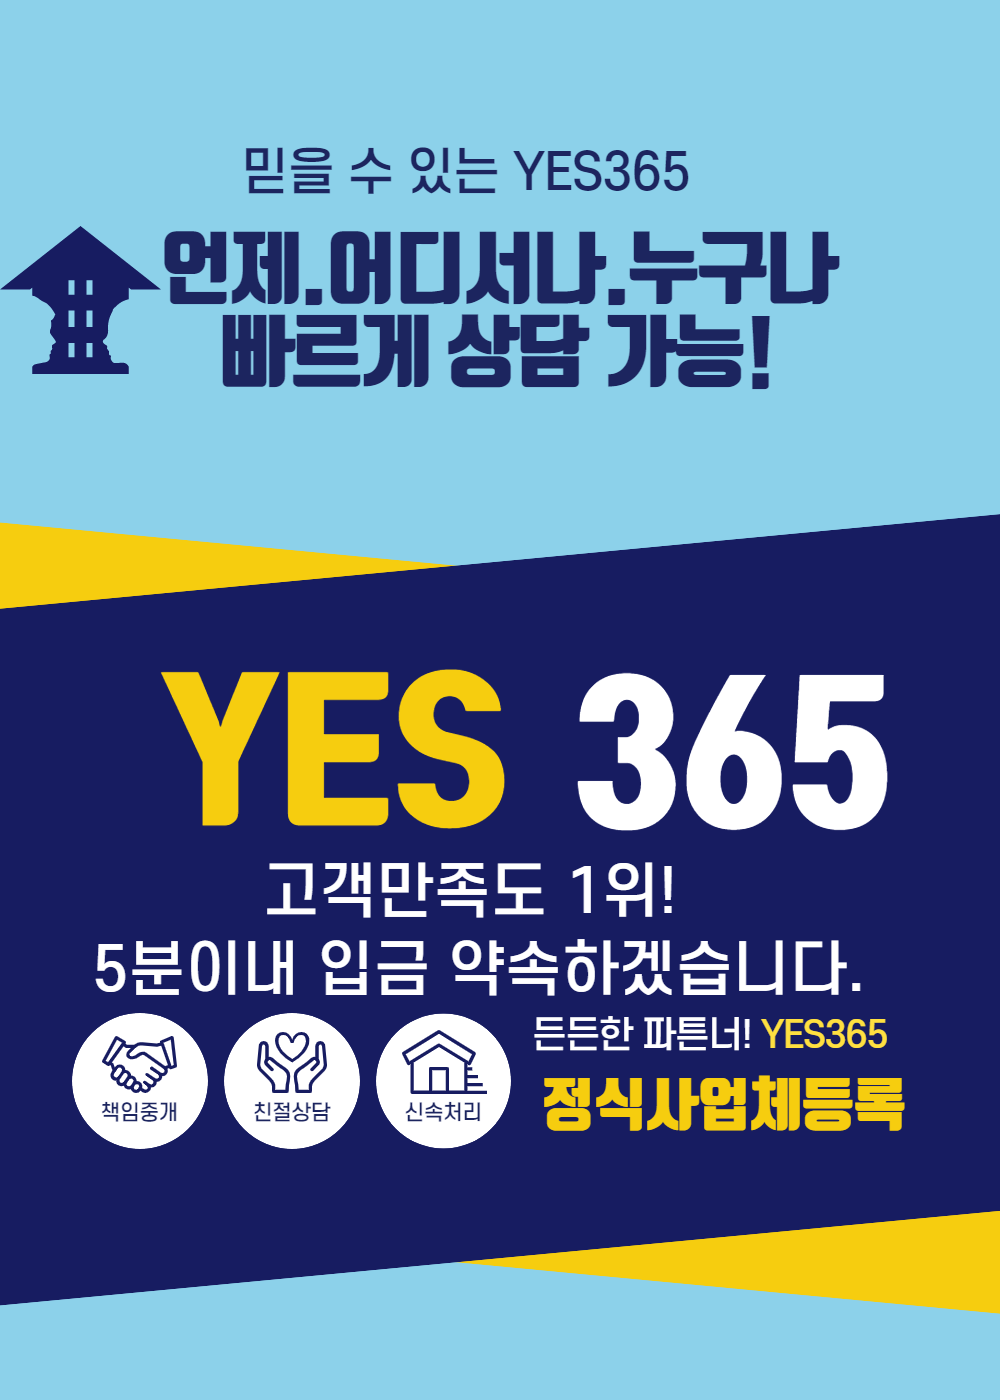 믿을 수 있는 YES365
언제.어디서나.누구나
빠르게 상담 가능!
YES 365
고객만족도 1위!
5분이내 입금 약속하겠습니다.
책임중개
친절상담
신속처리
든든한 파튼너! YES365
정식사업체등록